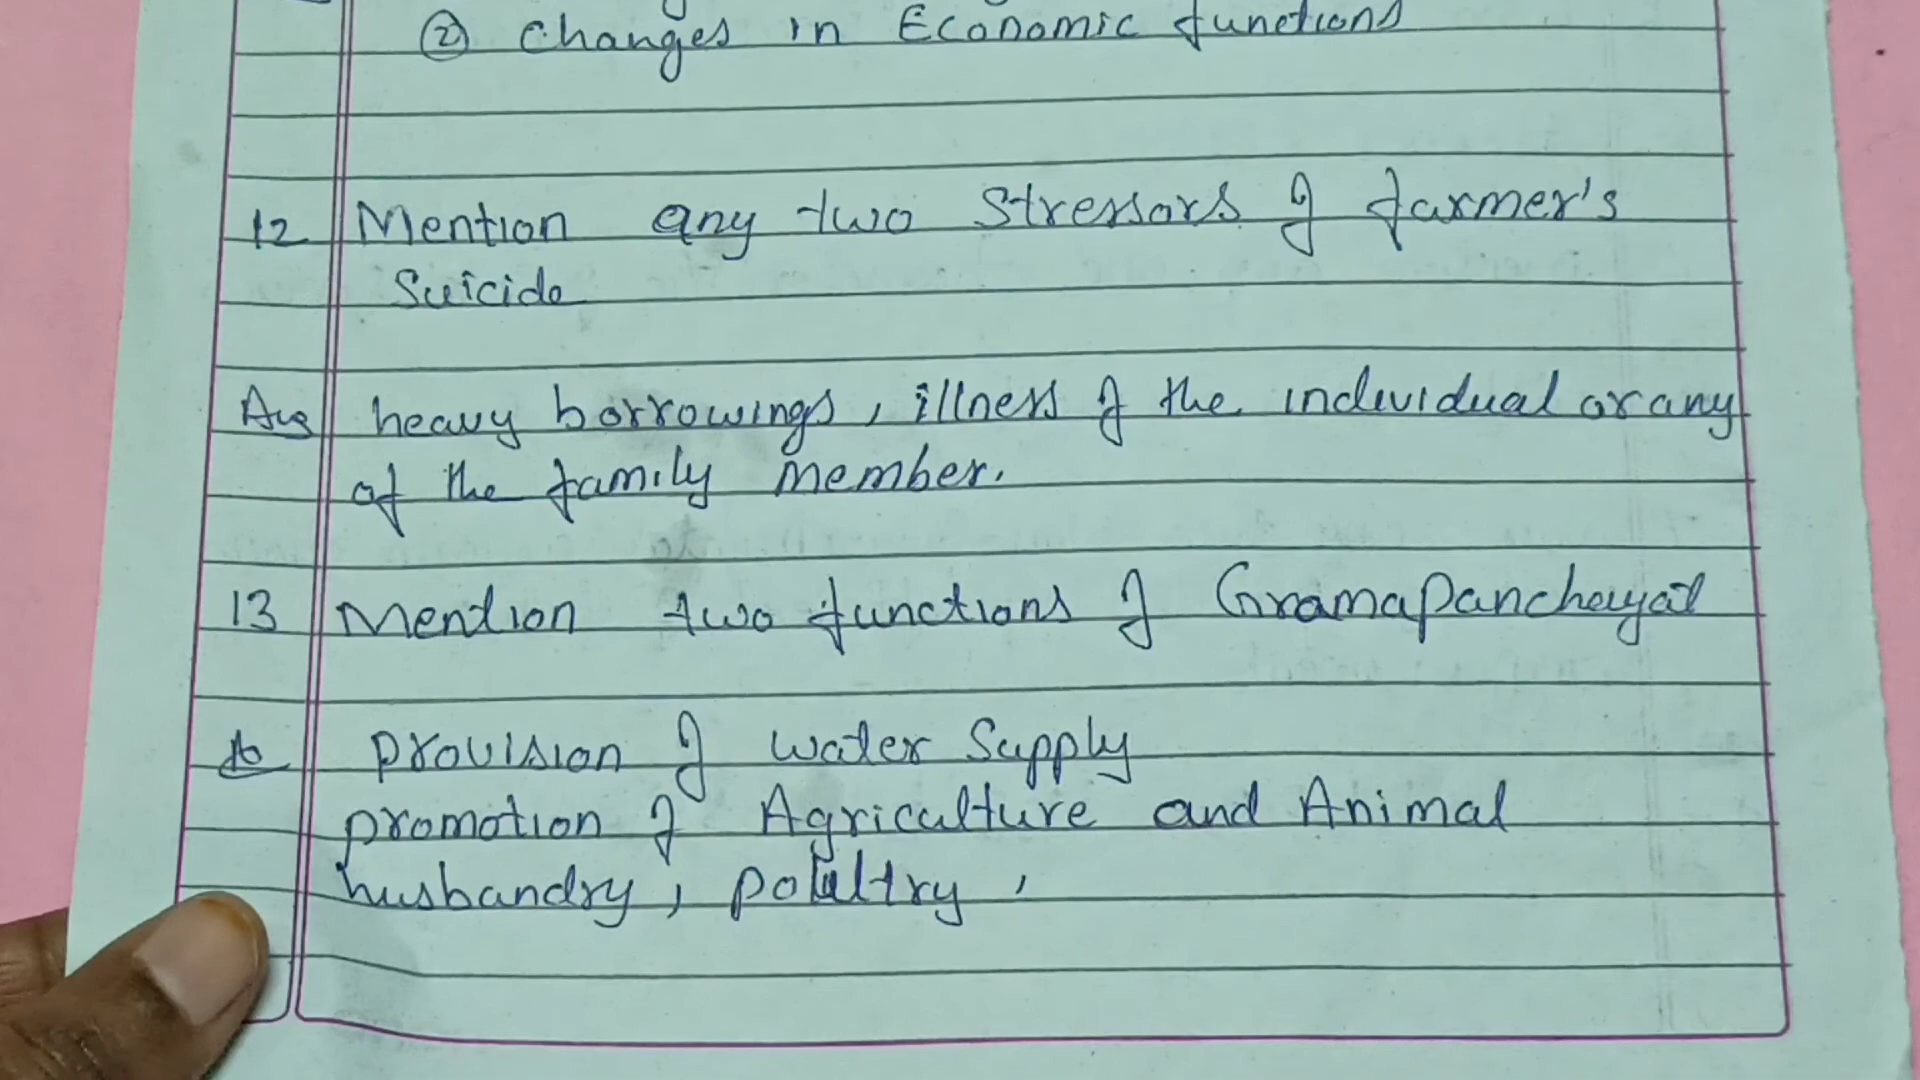 ② Changes in Economic functions
12 Mention any two Stressors of farmer's
Suicide
Ans heavy borrowings, illness of the individual or any
of the family member.
13 Mention two functions of Gramapanchayat
A provision of water Supply
promotion of Agriculture and Animal
husbandry, poultry,